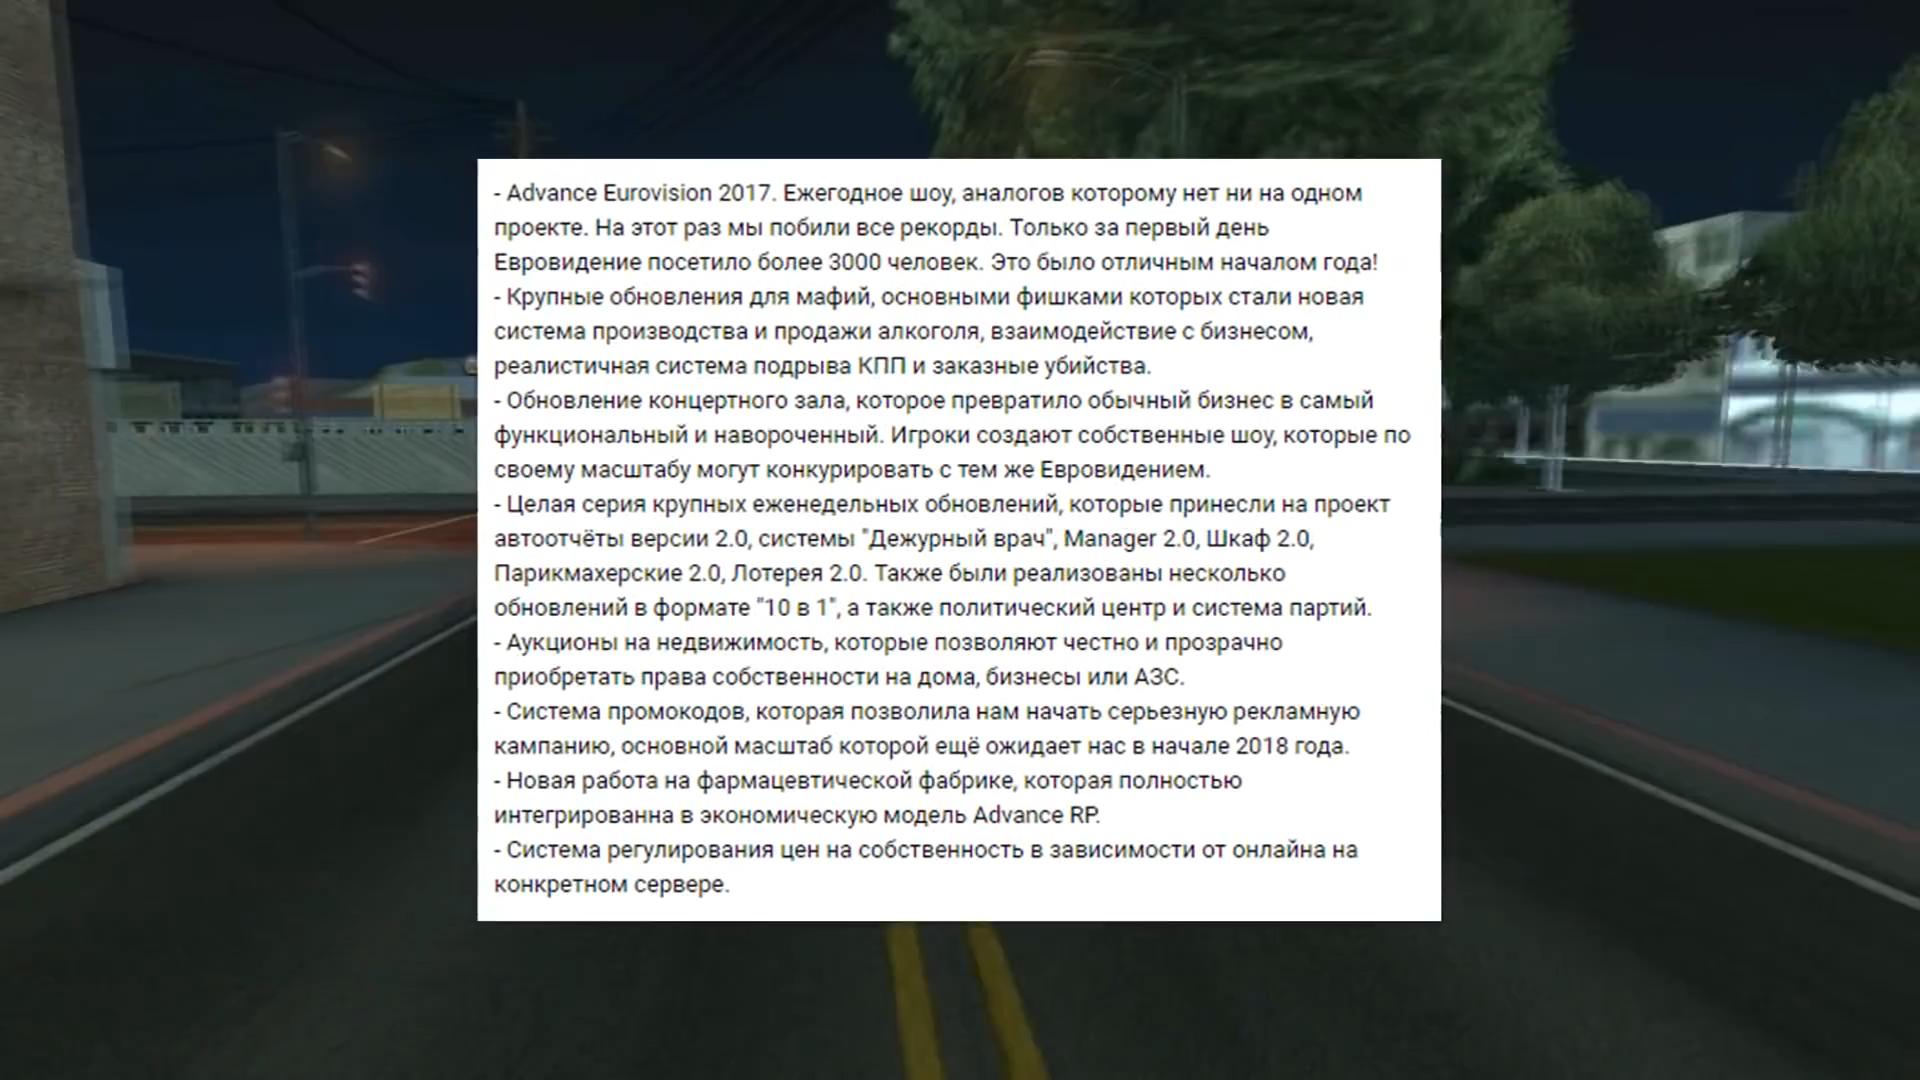 - Advance Eurovision 2017. Ежегодное шоу, аналогов которому нет ни на одном
проекте. На этот раз мы побили все рекорды. Только за первый день
Евровидение посетило более 3000 человек. Это было отличным началом года!
- Крупные обновления для мафий, основными фишками которых стали новая
система производства и продажи алкоголя, взаимодействие с бизнесом,
реалистичная система подрыва КПП и заказные убийства.
- Обновление концертного зала, которое превратило обычный бизнес в самый
функциональный и навороченный. Игроки создают собственные шоу, которые по
своему масштабу могут конкурировать с тем же Евровидением.
- Целая серия крупных еженедельных обновлений, которые принесли на проект
автоотчёты версии 2.0, системы "Дежурный врач", Manager 2.0, Шкаф 2.0,
Парикмахерские 2.0, Лотерея 2.0. Также были реализованы несколько
обновлений в формате "10 в 1", а также политический центр и система партий.
- Аукционы на недвижимость, которые позволяют честно и прозрачно
приобретать права собственности на дома, бизнесы или АЗС.
- Система промокодов, которая позволила нам начать серьезную рекламную
кампанию, основной масштаб которой ещё ожидает нас в начале 2018 года.
- Новая работа на фармацевтической фабрике, которая полностью
интегрированна в экономическую модель Advance RP.
- Система регулирования цен на собственность в зависимости от онлайна на
конкретном сервере.